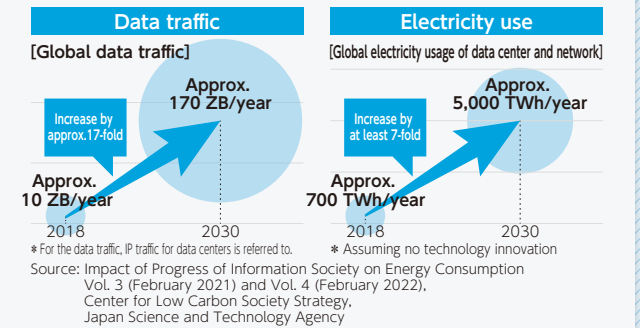 Data traffic
[Global data traffic]
Approx.
170 ZB/year
Increase by
approx.17-fold
Approx.
10 ZB/year
2018
2030
* For the data traffic, IP traffic for data centers is referred to.
Electricity use
[Global electricity usage of data center and network]
Approx.
5,000 TWh/year
Increase by
at least 7-fold
Approx.
700 TWh/year
2018
2030
* Assuming no technology innovation
Source: Impact of Progress of Information Society on Energy Consumption
Vol. 3 (February 2021) and Vol. 4 (February 2022),
Center for Low Carbon Society Strategy,
Japan Science and Technology Agency